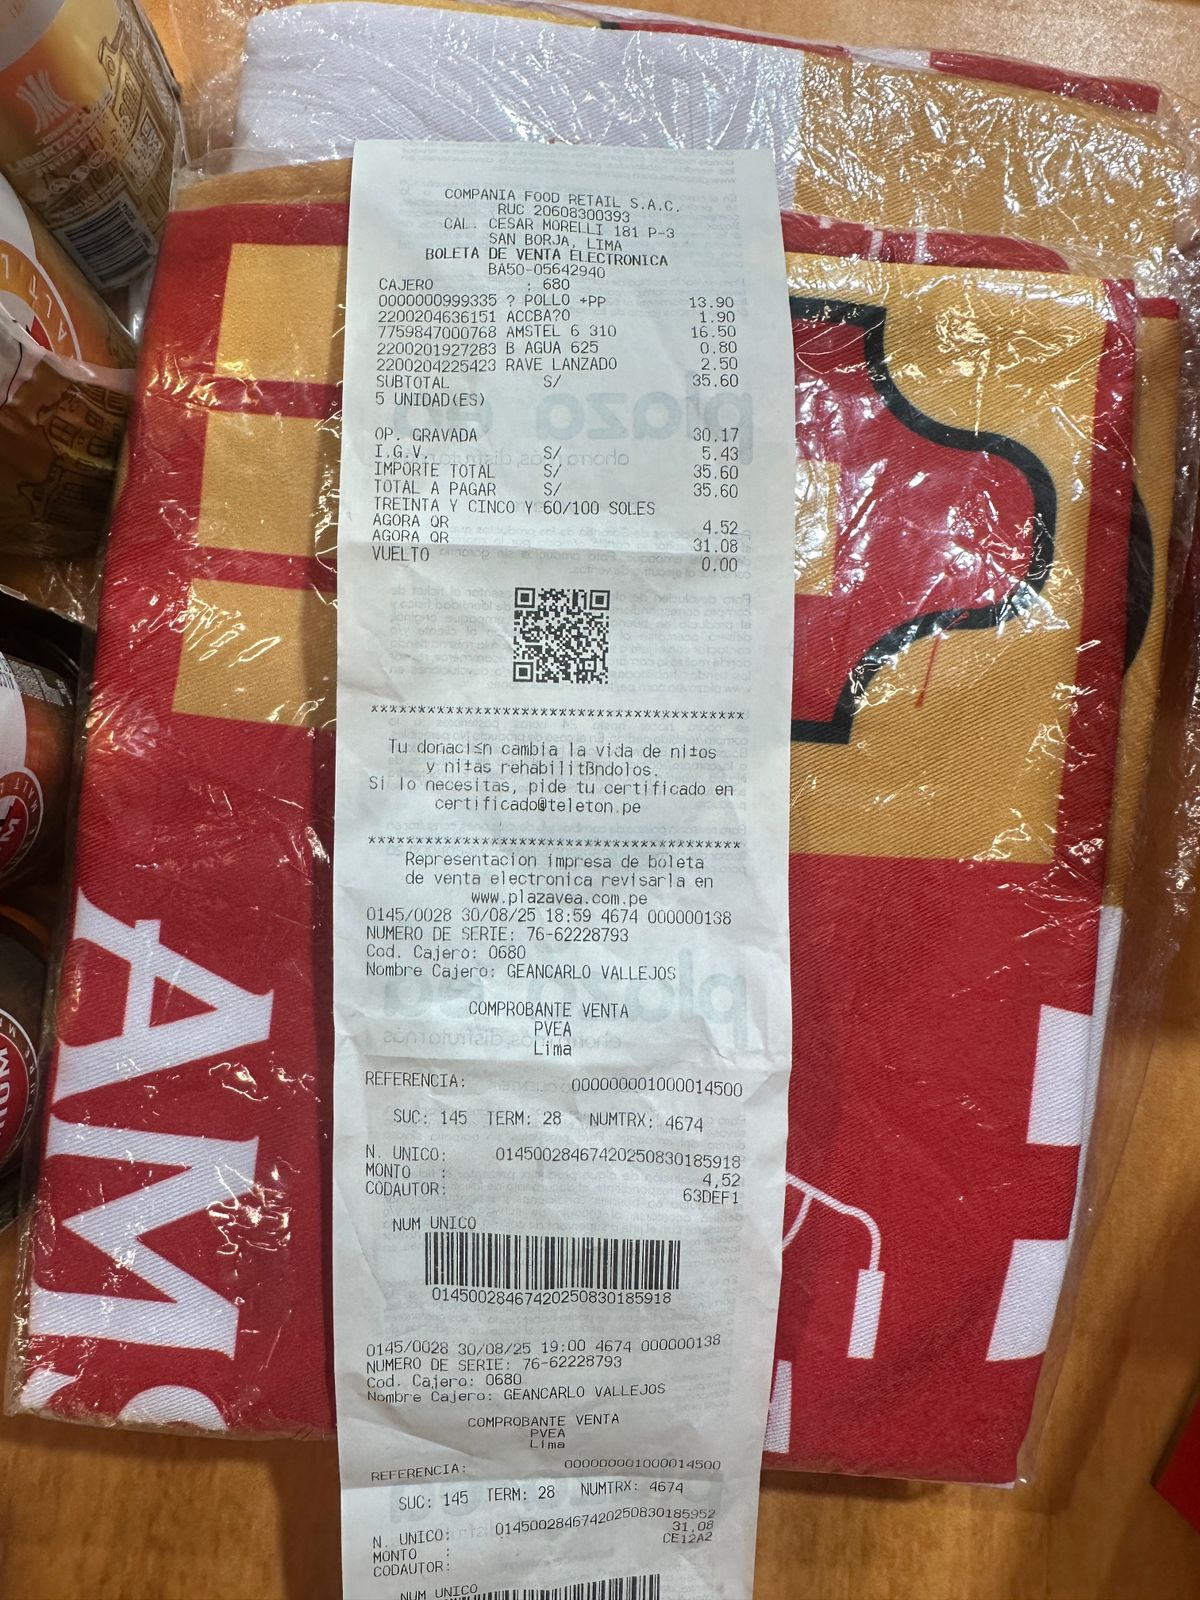 COMPANIA FOOD RETAIL S.A.C.
RUC 20608300393
CAL. CESAR MORELLI 181 P-3
SAN BORJA, LIMA
BOLETA DE VENTA ELECTRONICA
BA50-05642940
CAJERO : 680
0000000999335 ? POLLO +PP 13.90
2200204636151 ACCBA?O 1.90
7759847000768 AMSTEL 6 310 16.50
2200201927283 B AGUA 625 0.80
2200204225423 RAVE LANZADO 2.50
SUBTOTAL S/ 35.60
5 UNIDAD(ES)
OP. GRAVADA 30.17
I.G.V. S/ 5.43
IMPORTE TOTAL S/ 35.60
TOTAL A PAGAR S/ 35.60
TREINTA Y CINCO Y 60/100 SOLES
AGORA QR 4.52
AGORA QR 31.08
VUELTO 0.00
***************************************
Tu donaci≤n cambia la vida de ni±os
y ni±as rehabilitßndolos.
Si lo necesitas, pide tu certificado en
certificado@teleton.pe
***************************************
Representacion impresa de boleta
de venta electronica revisarla en
www.plazavea.com.pe
0145/0028 30/08/25 18:59 4674 000000138
NUMERO DE SERIE: 76-62228793
Cod. Cajero: 0680
Nombre Cajero: GEANCARLO VALLEJOS
COMPROBANTE VENTA
PVEA
Lima
REFERENCIA: 000000001000014500
SUC: 145 TERM: 28 NUMTRX: 4674
N. UNICO: 01450028467420250830185918
MONTO : 4,52
CODAUTOR: 63DEF1
NUM UNICO
01450028467420250830185918
0145/0028 30/08/25 19:00 4674 000000138
NUMERO DE SERIE: 76-62228793
Cod. Cajero: 0680
Nombre Cajero: GEANCARLO VALLEJOS
COMPROBANTE VENTA
PVEA
Lima
REFERENCIA: 000000001000014500
SUC: 145 TERM: 28 NUMTRX: 4674
N. UNICO: 01450028467420250830185952
MONTO : 31,08
CODAUTOR: CE12A2
NUM UNICO
AMS